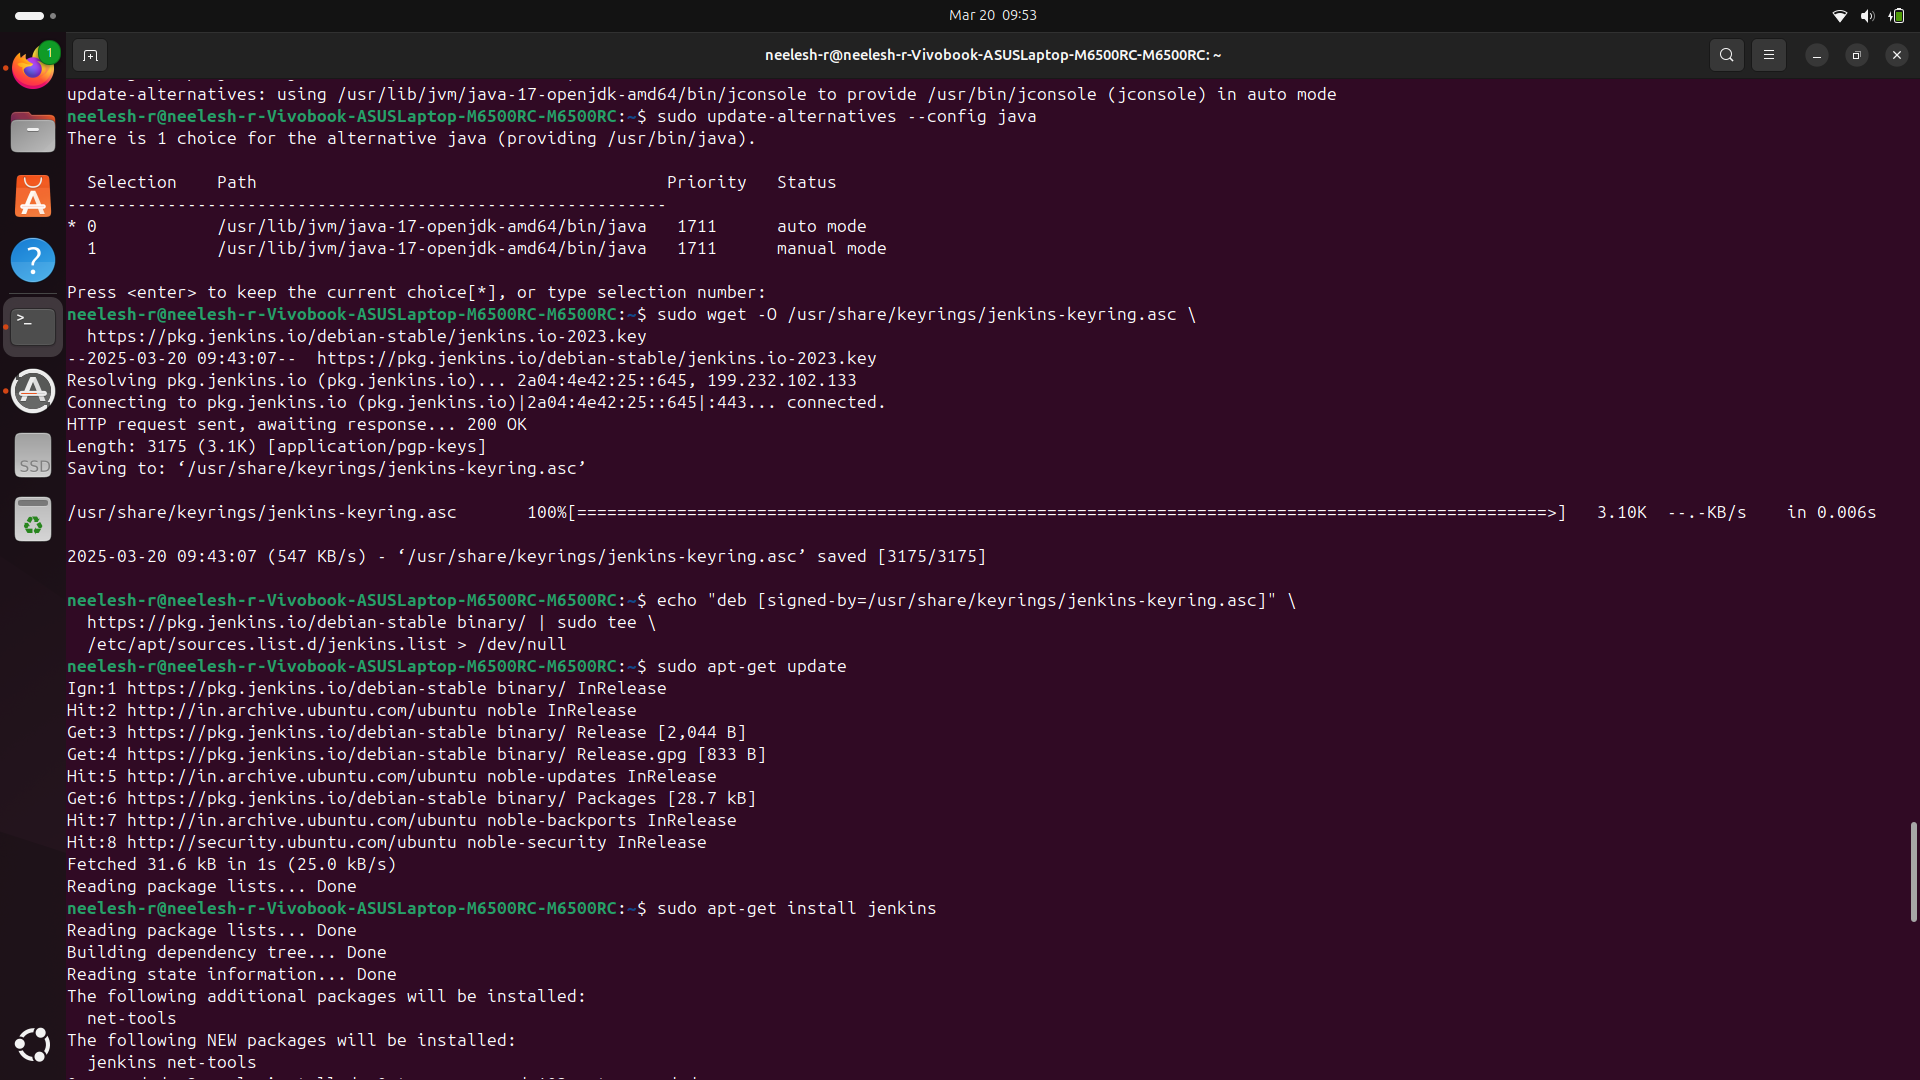 Mar 20 09:53
1
neelesh-r@neelesh-r-Vivobook-ASUSLaptop-M6500RC-M6500RC: ~
update-alternatives: using /usr/lib/jvm/java-17-openjdk-amd64/bin/jconsole to provide /usr/bin/jconsole (jconsole) in auto mode
neelesh-r@neelesh-r-Vivobook-ASUSLaptop-M6500RC-M6500RC:~$ sudo update-alternatives --config java
There is 1 choice for the alternative java (providing /usr/bin/java).
Selection Path Priority Status
------------------------------------------------------------
* 0 /usr/lib/jvm/java-17-openjdk-amd64/bin/java 1711 auto mode
1 /usr/lib/jvm/java-17-openjdk-amd64/bin/java 1711 manual mode
Press <enter> to keep the current choice[*], or type selection number:
neelesh-r@neelesh-r-Vivobook-ASUSLaptop-M6500RC-M6500RC:~$ sudo wget -O /usr/share/keyrings/jenkins-keyring.asc \
https://pkg.jenkins.io/debian-stable/jenkins.io-2023.key
--2025-03-20 09:43:07-- https://pkg.jenkins.io/debian-stable/jenkins.io-2023.key
Resolving pkg.jenkins.io (pkg.jenkins.io)... 2a04:4e42:25::645, 199.232.102.133
Connecting to pkg.jenkins.io (pkg.jenkins.io)|2a04:4e42:25::645|:443... connected.
HTTP request sent, awaiting response... 200 OK
Length: 3175 (3.1K) [application/pgp-keys]
Saving to: ‘/usr/share/keyrings/jenkins-keyring.asc’
/usr/share/keyrings/jenkins-keyring.asc 100%[=================================================================================================>] 3.10K --.-KB/s in 0.006s
2025-03-20 09:43:07 (547 KB/s) - ‘/usr/share/keyrings/jenkins-keyring.asc’ saved [3175/3175]
neelesh-r@neelesh-r-Vivobook-ASUSLaptop-M6500RC-M6500RC:~$ echo "deb [signed-by=/usr/share/keyrings/jenkins-keyring.asc]" \
https://pkg.jenkins.io/debian-stable binary/ | sudo tee \
/etc/apt/sources.list.d/jenkins.list > /dev/null
neelesh-r@neelesh-r-Vivobook-ASUSLaptop-M6500RC-M6500RC:~$ sudo apt-get update
Ign:1 https://pkg.jenkins.io/debian-stable binary/ InRelease
Hit:2 http://in.archive.ubuntu.com/ubuntu noble InRelease
Get:3 https://pkg.jenkins.io/debian-stable binary/ Release [2,044 B]
Get:4 https://pkg.jenkins.io/debian-stable binary/ Release.gpg [833 B]
Hit:5 http://in.archive.ubuntu.com/ubuntu noble-updates InRelease
Get:6 https://pkg.jenkins.io/debian-stable binary/ Packages [28.7 kB]
Hit:7 http://in.archive.ubuntu.com/ubuntu noble-backports InRelease
Hit:8 http://security.ubuntu.com/ubuntu noble-security InRelease
Fetched 31.6 kB in 1s (25.0 kB/s)
Reading package lists... Done
neelesh-r@neelesh-r-Vivobook-ASUSLaptop-M6500RC-M6500RC:~$ sudo apt-get install jenkins
Reading package lists... Done
Building dependency tree... Done
Reading state information... Done
The following additional packages will be installed:
net-tools
The following NEW packages will be installed:
jenkins net-tools
SSD